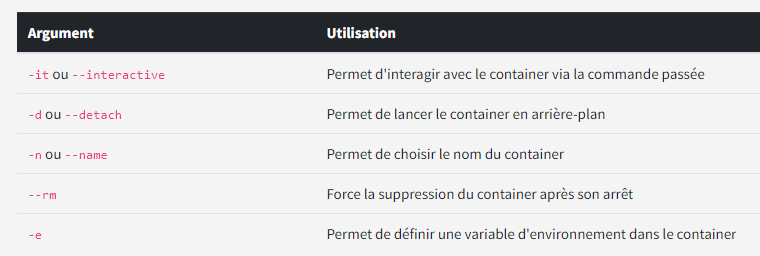 Argument Utilisation
-it ou --interactive Permet d'interagir avec le container via la commande passée
-d ou --detach Permet de lancer le container en arrière-plan
-n ou --name Permet de choisir le nom du container
--rm Force la suppression du container après son arrêt
-e Permet de définir une variable d'environnement dans le container